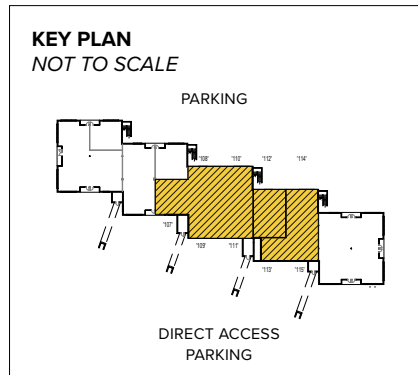 KEY PLAN
NOT TO SCALE
PARKING
'108' '110' '112' '114'
'107'
'109' '111'
'113' '115'
DIRECT ACCESS
PARKING